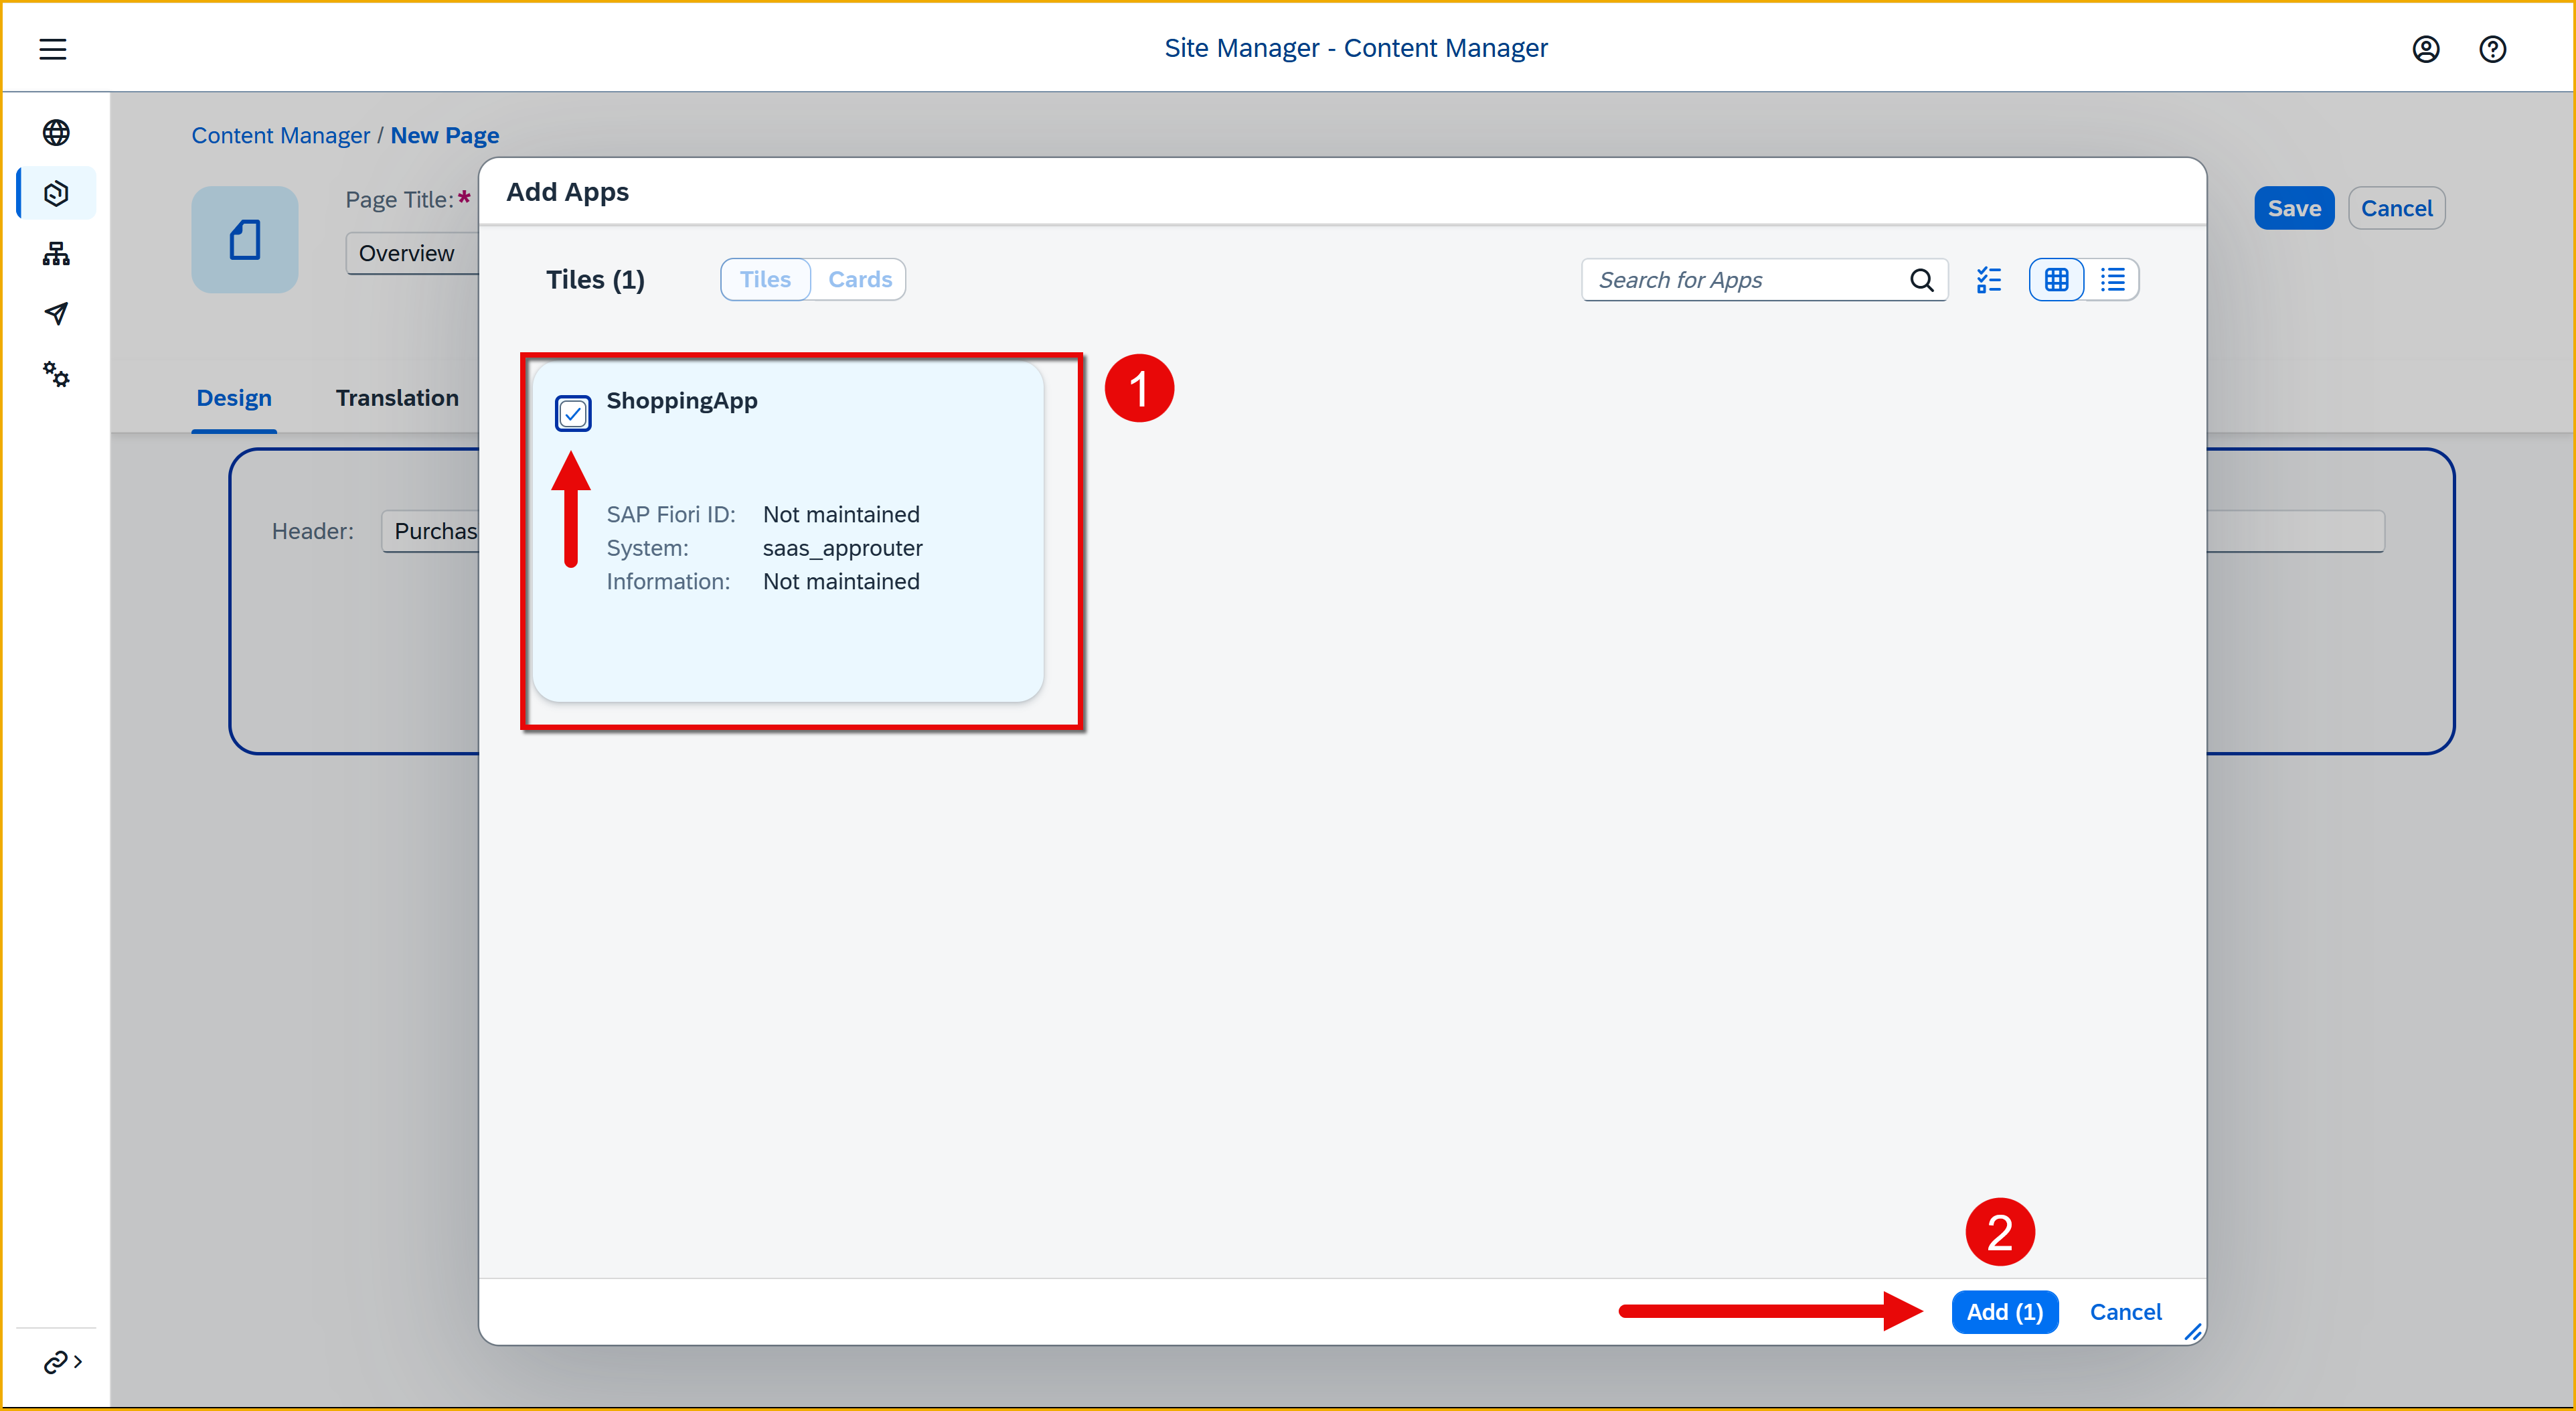 Site Manager - Content Manager
Content Manager / New Page
Page Title:*
Overview
Save
Cancel
Design
Translation
Header:
Purchas
Add Apps
Tiles (1)
Tiles
Cards
Search for Apps
ShoppingApp
1
SAP Fiori ID: Not maintained
System: saas_approuter
Information: Not maintained
2
Add (1)
Cancel